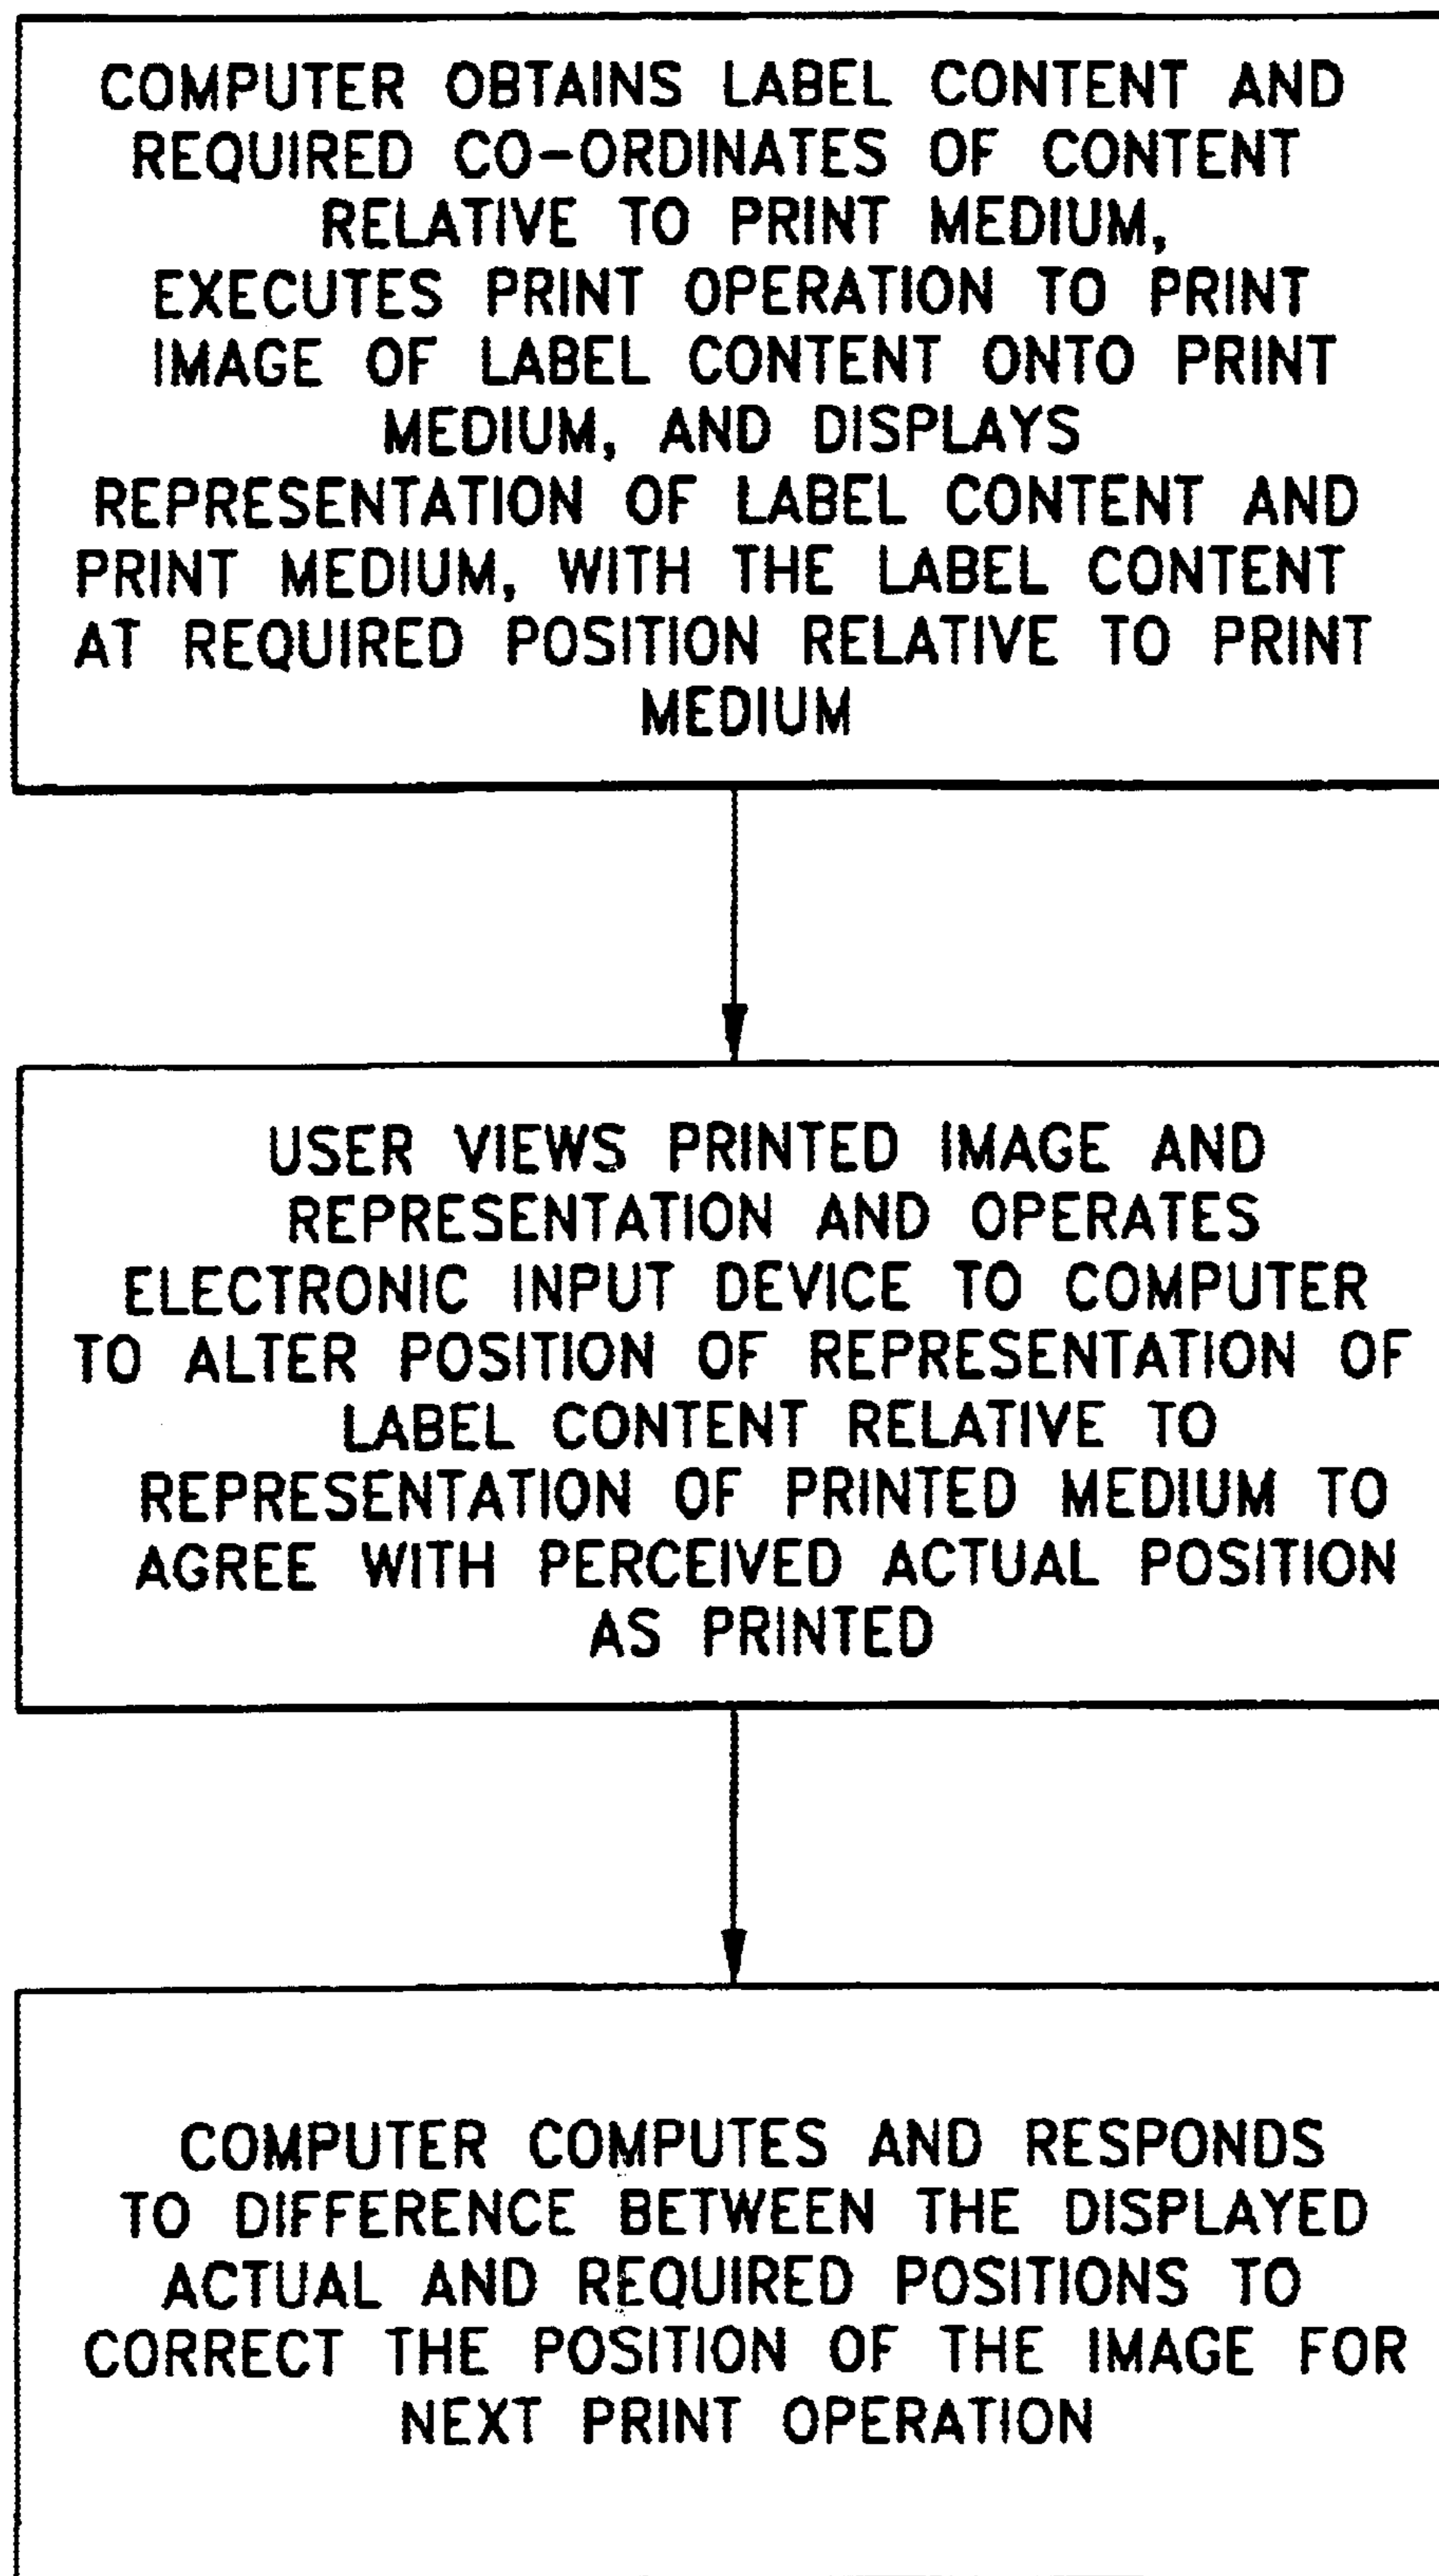 COMPUTER OBTAINS LABEL CONTENT AND
REQUIRED CO-ORDINATES OF CONTENT
RELATIVE TO PRINT MEDIUM,
EXECUTES PRINT OPERATION TO PRINT
IMAGE OF LABEL CONTENT ONTO PRINT
MEDIUM, AND DISPLAYS
REPRESENTATION OF LABEL CONTENT AND
PRINT MEDIUM, WITH THE LABEL CONTENT
AT REQUIRED POSITION RELATIVE TO PRINT
MEDIUM
USER VIEWS PRINTED IMAGE AND
REPRESENTATION AND OPERATES
ELECTRONIC INPUT DEVICE TO COMPUTER
TO ALTER POSITION OF REPRESENTATION OF
LABEL CONTENT RELATIVE TO
REPRESENTATION OF PRINTED MEDIUM TO
AGREE WITH PERCEIVED ACTUAL POSITION
AS PRINTED
COMPUTER COMPUTES AND RESPONDS
TO DIFFERENCE BETWEEN THE DISPLAYED
ACTUAL AND REQUIRED POSITIONS TO
CORRECT THE POSITION OF THE IMAGE FOR
NEXT PRINT OPERATION